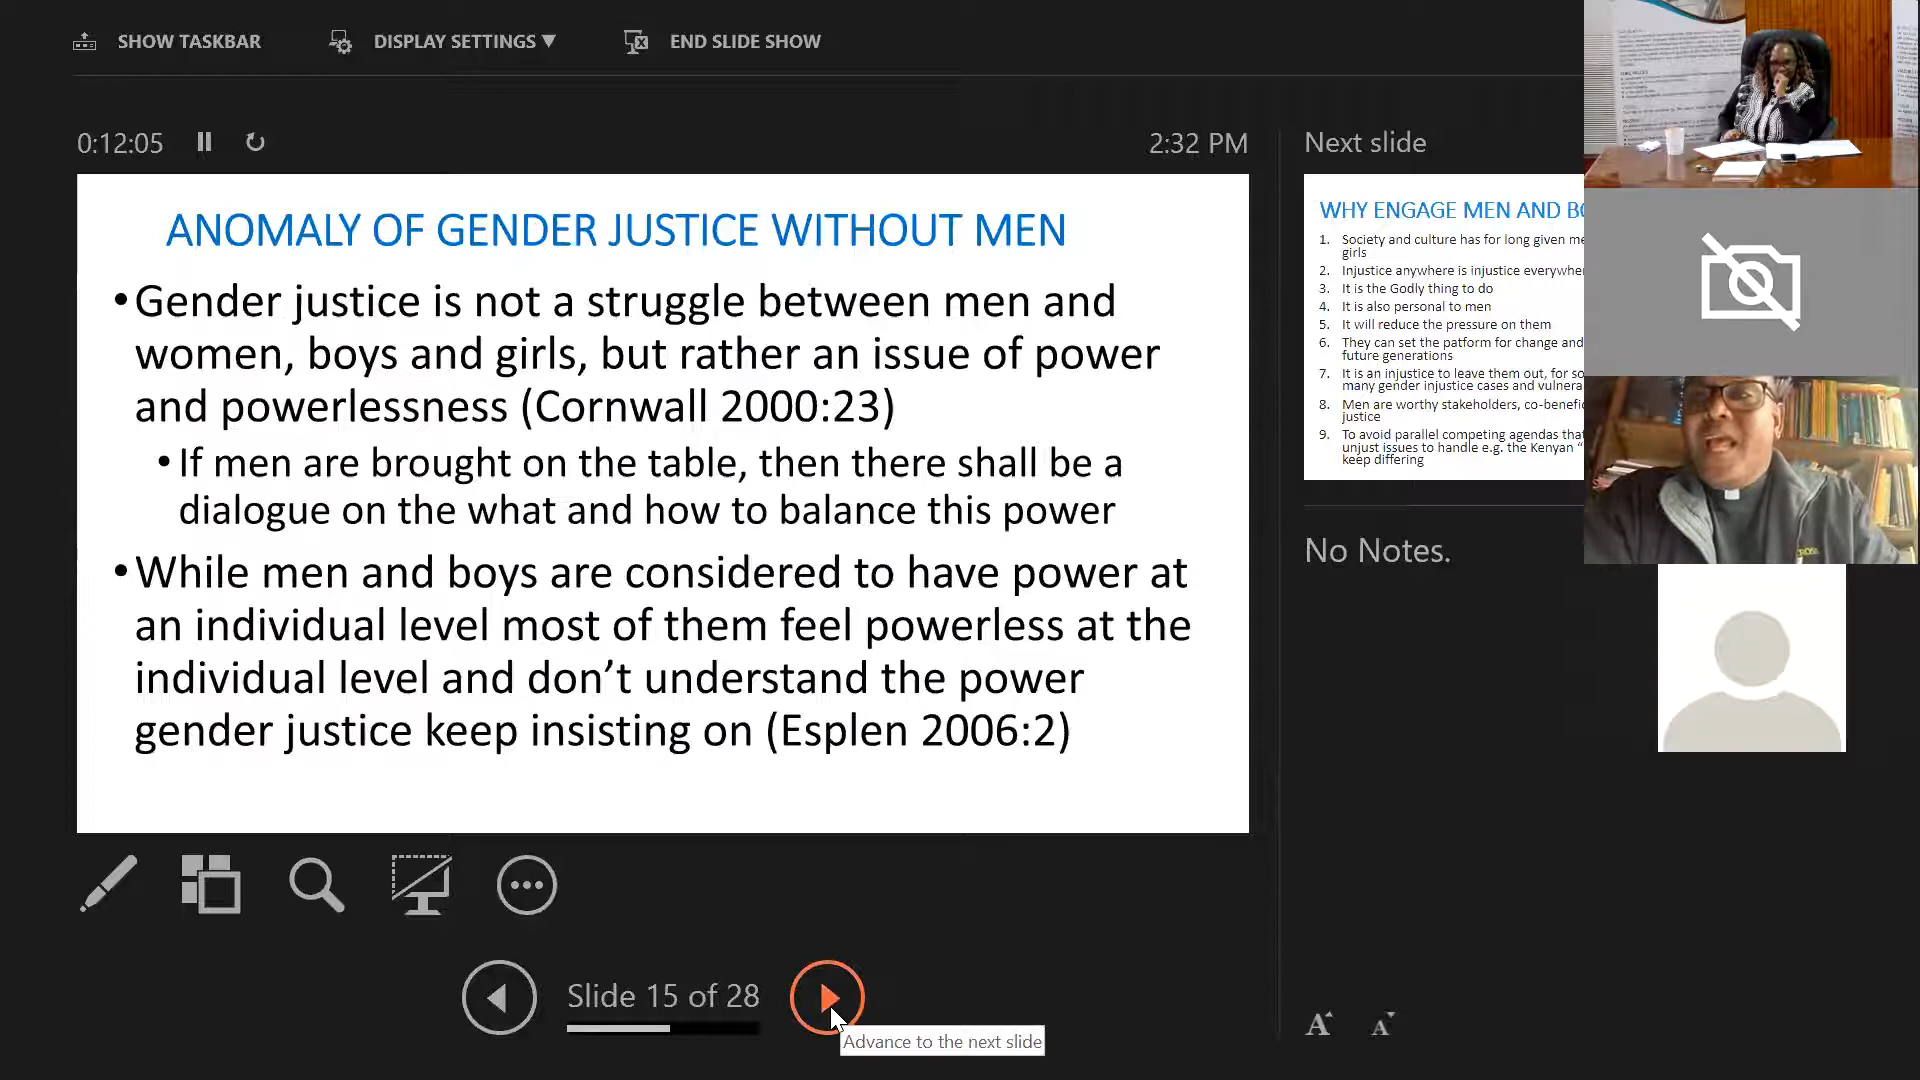 SHOW TASKBAR
DISPLAY SETTINGS
END SLIDE SHOW
0:12:05
2:32 PM
Next slide
ANOMALY OF GENDER JUSTICE WITHOUT MEN
•Gender justice is not a struggle between men and
women, boys and girls, but rather an issue of power
and powerlessness (Cornwall 2000:23)
•If men are brought on the table, then there shall be a
dialogue on the what and how to balance this power
•While men and boys are considered to have power at
an individual level most of them feel powerless at the
individual level and don’t understand the power
gender justice keep insisting on (Esplen 2006:2)
WHY ENGAGE MEN AND
1. Society and culture has for long given
girls
2. Injustice anywhere is injustice
3. It is the Godly thing to do
4. It is also personal to men
5. It will reduce the pressure on them
6. They can set the patform for change and
future generations
7. It is an injustice to leave them out, for
many gender injustice cases and
8. Men are worthy stakeholders,
justice
9. To avoid parallel competing agendas
unjust issues to handle e.g. the Kenyan
keep differing
No Notes.
Slide 15 of 28
Advance to the next slide
A A